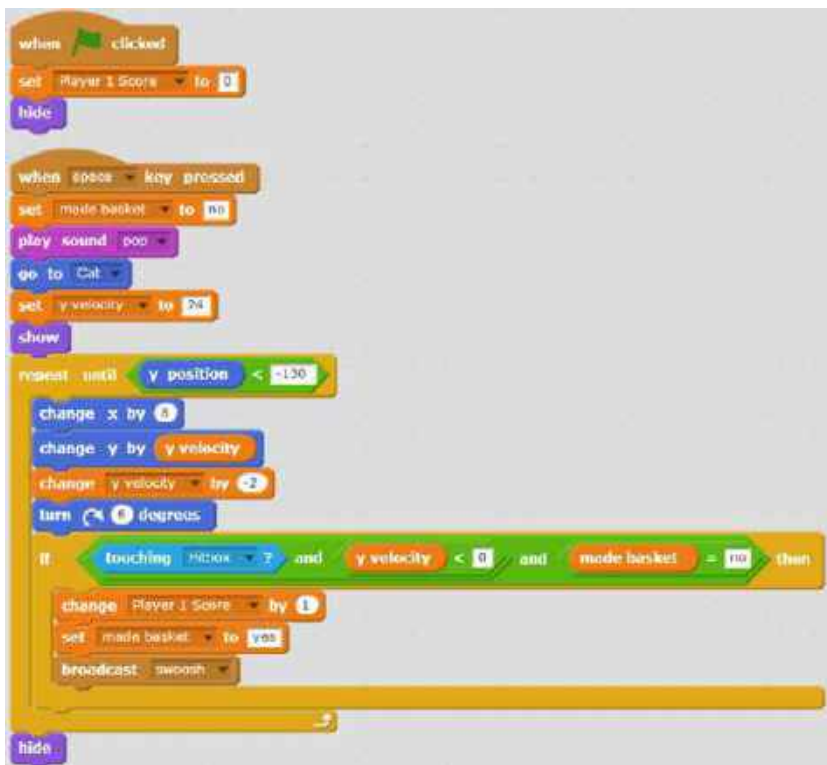 when clicked
set Player 1 Score to 0
hide
when space key pressed
set made basket to no
play sound pop
go to Cat
set y velocity to 24
show
repeat until y position < -130
change x by 8
change y by y velocity
change y velocity by -2
turn 6 degrees
if touching Hitbox ? and y velocity < 0 and made basket = no then
change Player 1 Score by 1
set made basket to yes
broadcast swoosh
hide